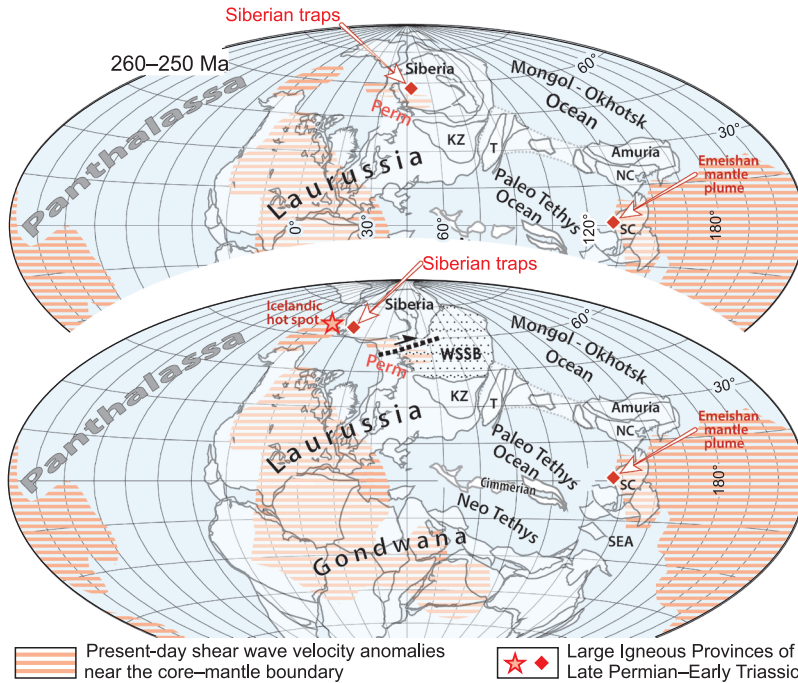 Siberian traps
260–250 Ma
Siberia
Mongol - Okhotsk
Ocean
60°
Panthalassa
Perm
30°
KZ
T
Amuria
NC
Emeishan
mantle
plume
Laurussia
Paleo Tethys
Ocean
0°
30°
60°
120°
SC
180°
Siberian traps
Icelandic
hot spot
Siberia
60°
Mongol - Okhotsk
Ocean
Panthalassa
WSSB
Perm
30°
KZ
T
Amuria
NC
Emeishan
mantle
plume
Laurussia
Paleo Tethys
Ocean
Cimmerian
Neo Tethys
SC
180°
SEA
Gondwana
Present-day shear wave velocity anomalies
near the core–mantle boundary
Large Igneous Provinces of
Late Permian–Early Triassic